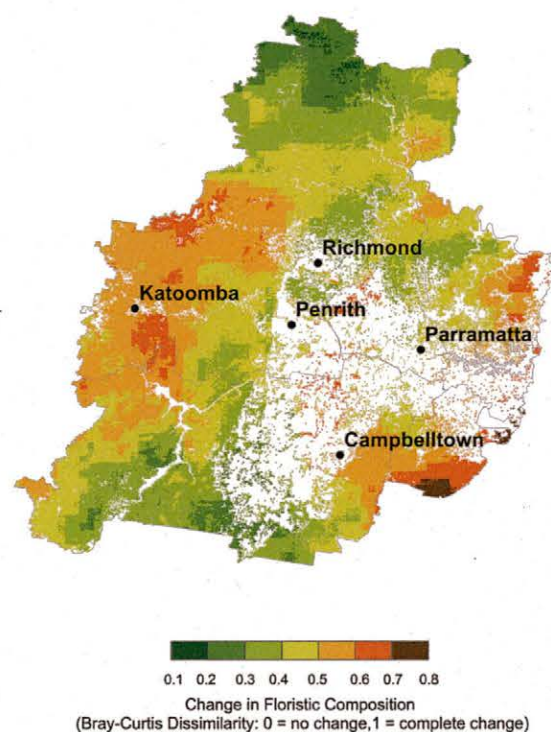 Richmond
Katoomba
Penrith
Parramatta
Campbelltown
0.1 0.2 0.3 0.4 0.5 0.6 0.7 0.8
Change in Floristic Composition
(Bray-Curtis Dissimilarity: 0 = no change,1 = complete change)